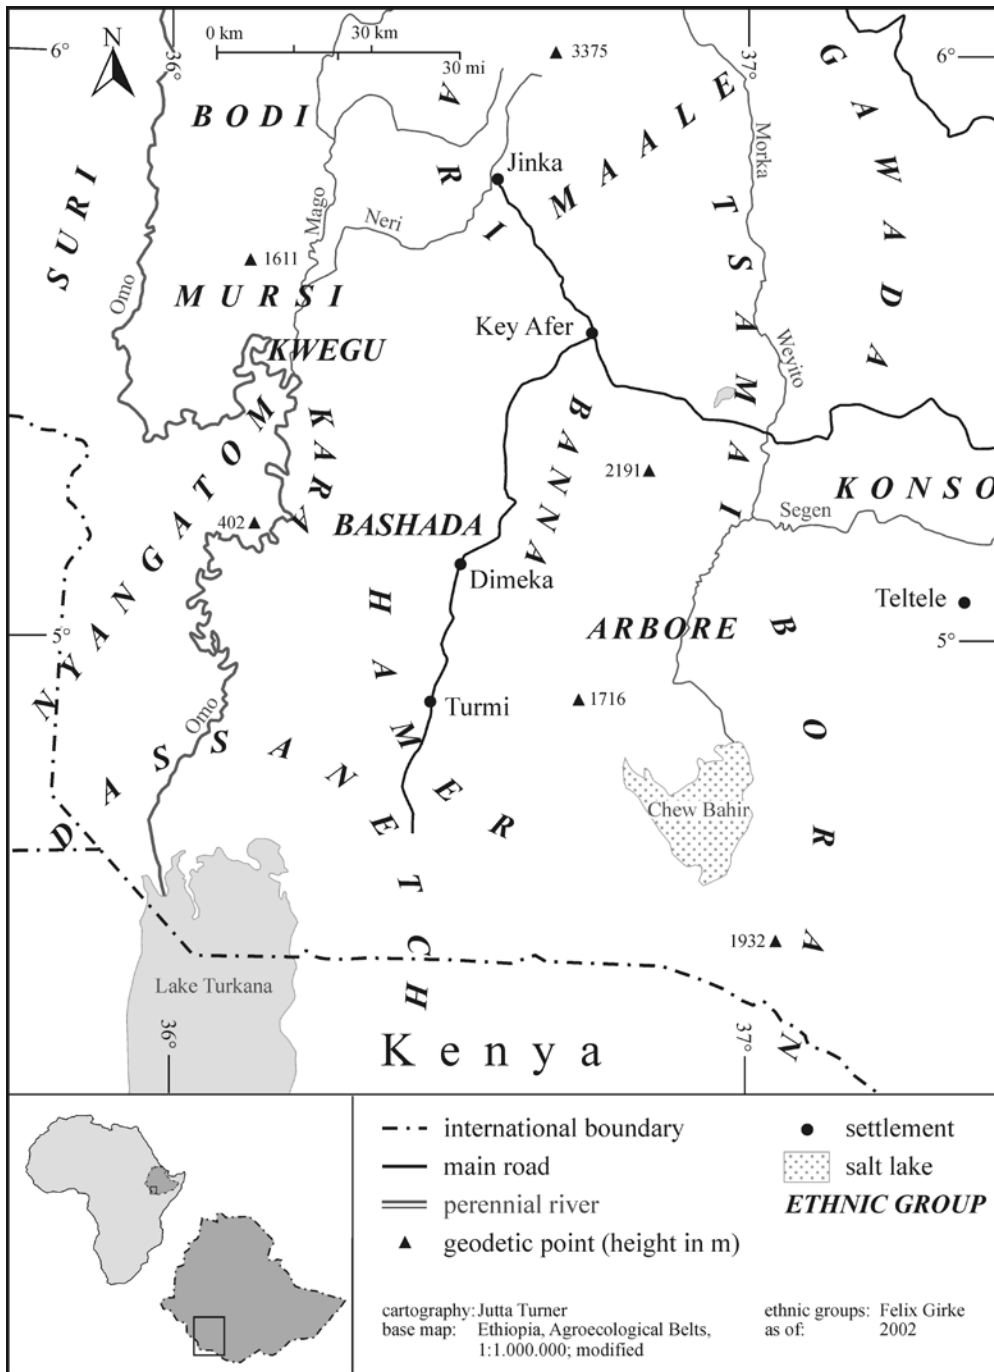 N
6°
36°
0 km
30 km
30 mi
3375
37°
6°
BODI
ARI
MAALE
GAWADA
SURI
Jinka
Morka
Mago
Neri
TSAMAI
1611
Omo
MURSI
Key Afer
KWEGU
Weyito
KARA
BANNA
NYANGATOM
2191
KONSO
402
BASHADA
Segen
Dimeka
HAMER
Teltele
5°
ARBORE
5°
BORAN
Turmi
1716
Omo
DASSANETCH
Chew Bahir
1932
Lake Turkana
36°
37°
Kenya
international boundary
main road
perennial river
geodetic point (height in m)
settlement
salt lake
ETHNIC GROUP
cartography: Jutta Turner
base map: Ethiopia, Agroecological Belts,
1:1.000.000; modified
ethnic groups: Felix Girke
as of: 2002